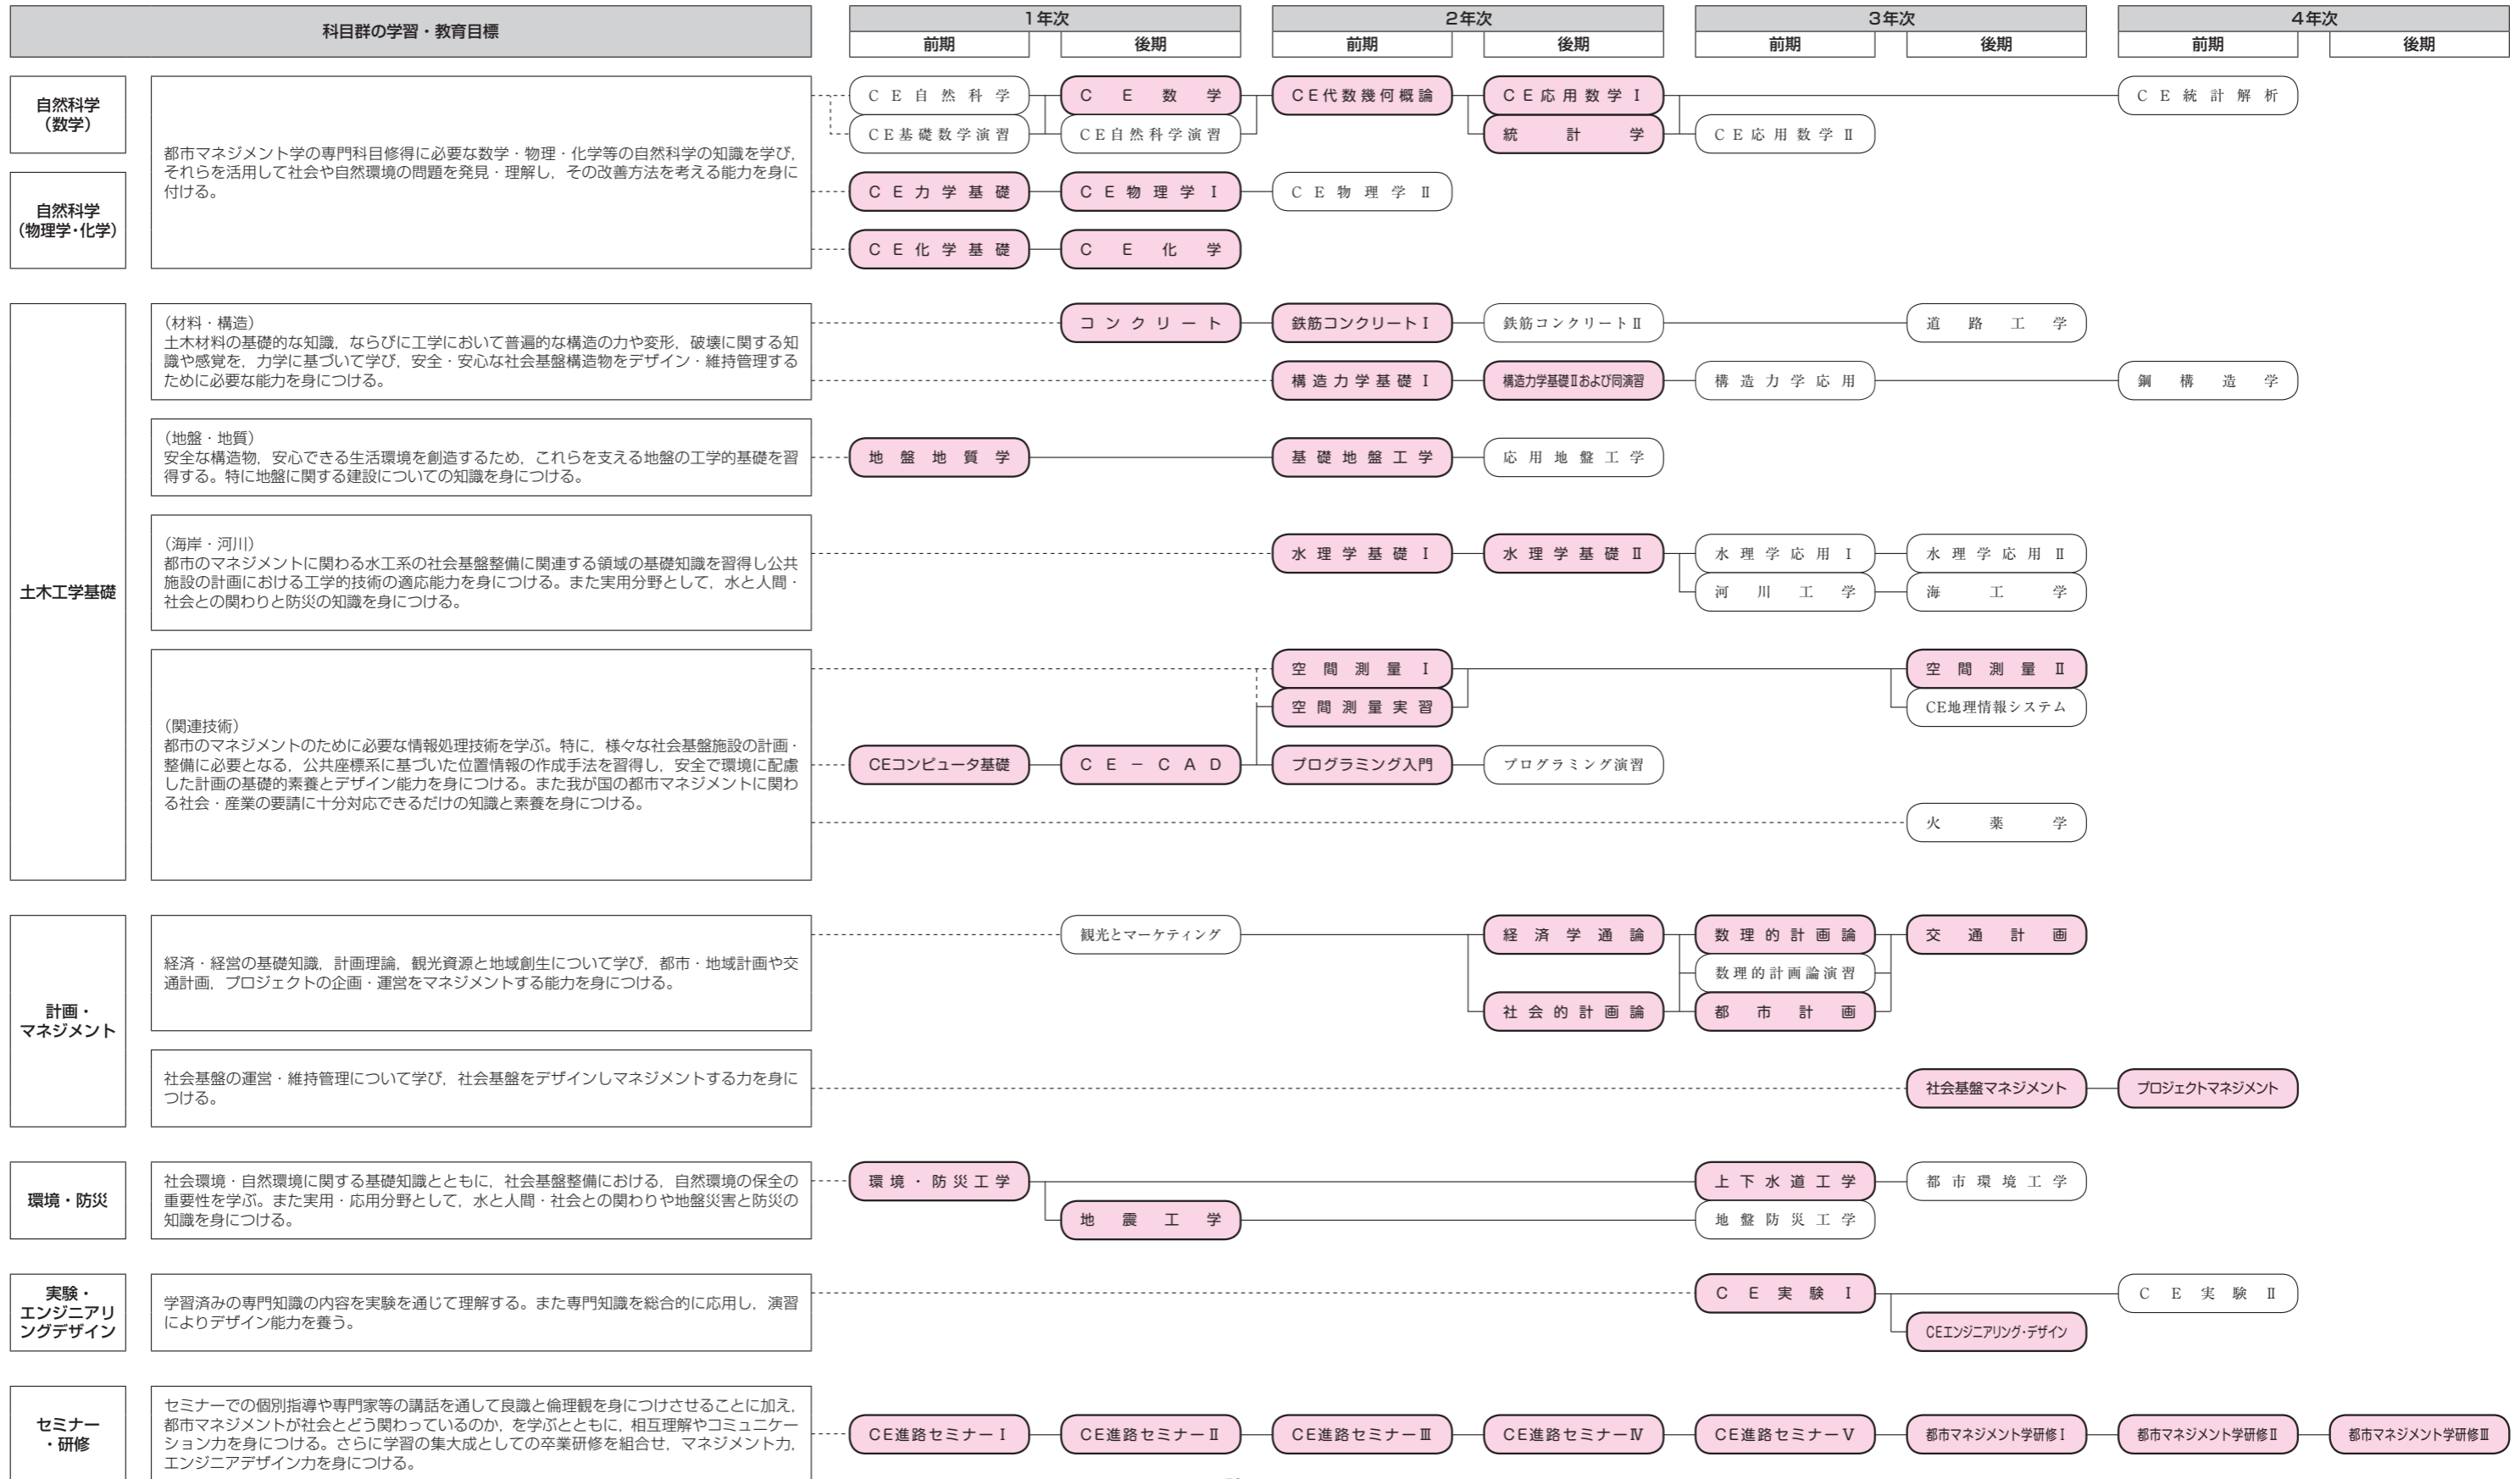 科目群の学習・教育目標
1年次
2年次
3年次
4年次
前期
後期
前期
後期
前期
後期
前期
後期
自然科学
（数学）
自然科学
（物理学・化学）
都市マネジメント学の専門科目修得に必要な数学・物理・化学等の自然科学の知識を学び，
それらを活用して社会や自然環境の問題を発見・理解し，その改善方法を考える能力を身に
付ける。
CE自然科学
CE数学
CE代数幾何概論
CE応用数学Ⅰ
CE統計解析
CE基礎数学演習
CE自然科学演習
統計学
CE応用数学Ⅱ
CE力学基礎
CE物理学Ⅰ
CE物理学Ⅱ
CE化学基礎
CE化学
土木工学基礎
（材料・構造）
土木材料の基礎的な知識，ならびに工学において普遍的な構造の力や変形，破壊に関する知
識や感覚を，力学に基づいて学び，安全・安心な社会基盤構造物をデザイン・維持管理する
ために必要な能力を身につける。
コンクリート
鉄筋コンクリートⅠ
鉄筋コンクリートⅡ
道路工学
構造力学基礎Ⅰ
構造力学基礎Ⅱおよび同演習
構造力学応用
鋼構造学
（地盤・地質）
安全な構造物，安心できる生活環境を創造するため，これらを支える地盤の工学的基礎を習
得する。特に地盤に関する建設についての知識を身につける。
地盤地質学
基礎地盤工学
応用地盤工学
（海岸・河川）
都市のマネジメントに関わる水工系の社会基盤整備に関連する領域の基礎知識を習得し公共
施設の計画における工学的技術の適応能力を身につける。また実用分野として，水と人間・
社会との関わりと防災の知識を身につける。
水理学基礎Ⅰ
水理学基礎Ⅱ
水理学応用Ⅰ
水理学応用Ⅱ
河川工学
海工学
（関連技術）
都市のマネジメントのために必要な情報処理技術を学ぶ。特に，様々な社会基盤施設の計画・
整備に必要となる，公共座標系に基づいた位置情報の作成手法を習得し，安全で環境に配慮
した計画の基礎的素養とデザイン能力を身につける。また我が国の都市マネジメントに関わ
る社会・産業の要請に十分対応できるだけの知識と素養を身につける。
空間測量Ⅰ
空間測量Ⅱ
空間測量実習
CE地理情報システム
CEコンピュータ基礎
CE－CAD
プログラミング入門
プログラミング演習
火薬学
計画・
マネジメント
経済・経営の基礎知識，計画理論，観光資源と地域創生について学び，都市・地域計画や交
通計画，プロジェクトの企画・運営をマネジメントする能力を身につける。
観光とマーケティング
経済学通論
数理的計画論
交通計画
数理的計画論演習
社会的計画論
都市計画
社会基盤の運営・維持管理について学び，社会基盤をデザインしマネジメントする力を身に
つける。
社会基盤マネジメント
プロジェクトマネジメント
環境・防災
社会環境・自然環境に関する基礎知識とともに，社会基盤整備における，自然環境の保全の
重要性を学ぶ。また実用・応用分野として，水と人間・社会との関わりや地盤災害と防災の
知識を身につける。
環境・防災工学
上下水道工学
都市環境工学
地震工学
地盤防災工学
実験・
エンジニアリ
ングデザイン
学習済みの専門知識の内容を実験を通じて理解する。また専門知識を総合的に応用し，演習
によりデザイン能力を養う。
CE実験Ⅰ
CE実験Ⅱ
CEエンジニアリング・デザイン
セミナー
・研修
セミナーでの個別指導や専門家等の講話を通して良識と倫理観を身につけさせることに加え，
都市マネジメントが社会とどう関わっているのか，を学ぶとともに，相互理解やコミュニケー
ション力を身につける。さらに学習の集大成としての卒業研修を組合せ，マネジメント力，
エンジニアデザイン力を身につける。
CE進路セミナーⅠ
CE進路セミナーⅡ
CE進路セミナーⅢ
CE進路セミナーⅣ
CE進路セミナーⅤ
都市マネジメント学研修Ⅰ
都市マネジメント学研修Ⅱ
都市マネジメント学研修Ⅲ